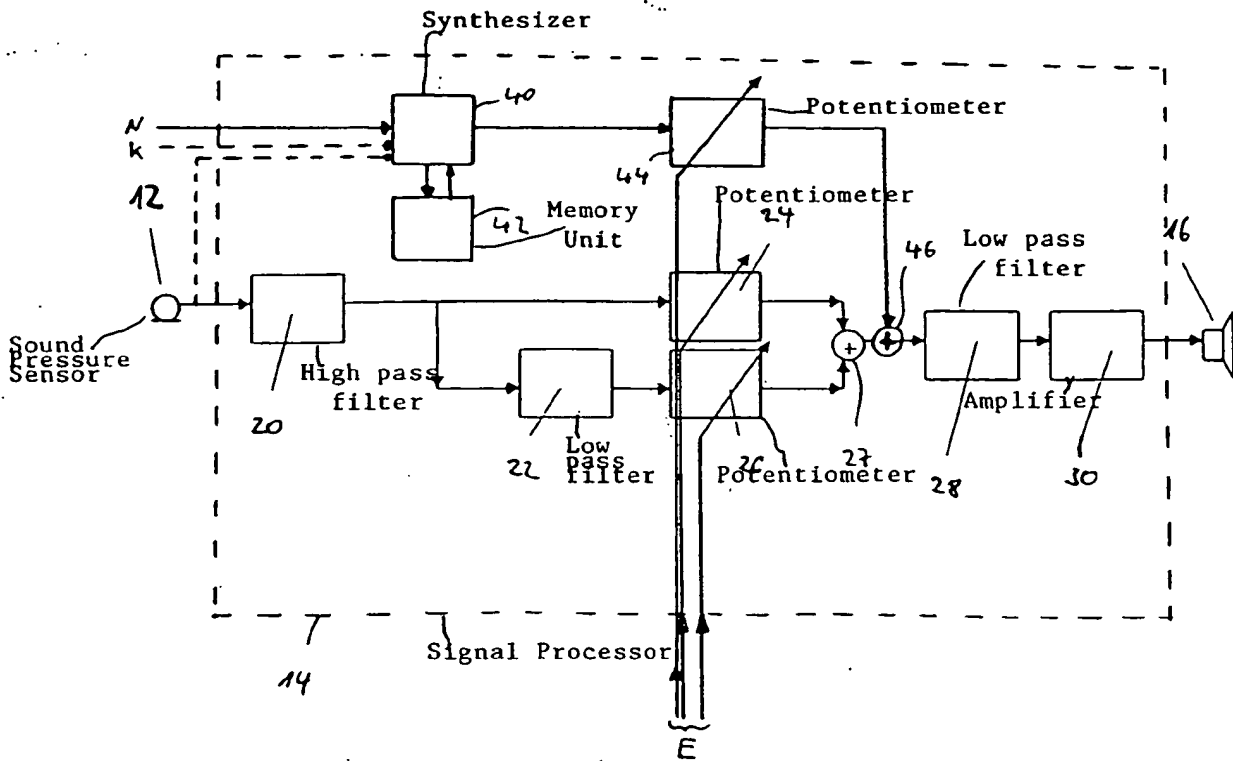 Synthesizer
40
Potentiometer
N
K
44
12
42
Memory
Unit
Potentiometer
24
46
Low pass
filter
16
Sound
Pressure
Sensor
High pass
filter
20
22
Low
pass
filter
26
Potentiometer
27
28
Amplifier
30
14
Signal Processor
E